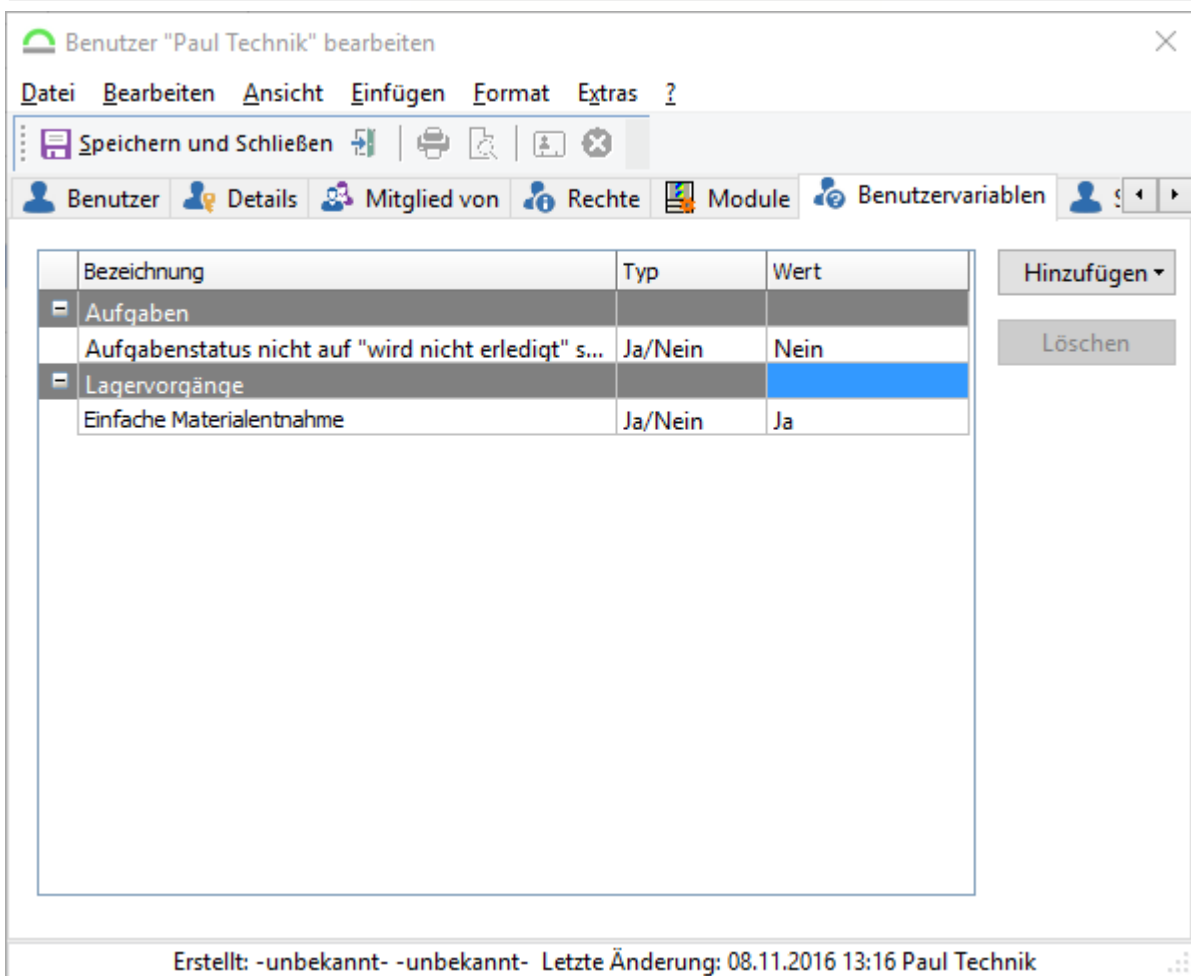 Benutzer "Paul Technik" bearbeiten
Datei Bearbeiten Ansicht Einfügen Format Extras ?
Speichern und Schließen
Benutzer Details Mitglied von Rechte Module Benutzervariablen
Bezeichnung Typ Wert Hinzufügen
Aufgaben
Aufgabenstatus nicht auf "wird nicht erledigt" s... Ja/Nein Nein Löschen
Lagervorgänge
Einfache Materialentnahme Ja/Nein Ja
Erstellt: -unbekannt- -unbekannt- Letzte Änderung: 08.11.2016 13:16 Paul Technik